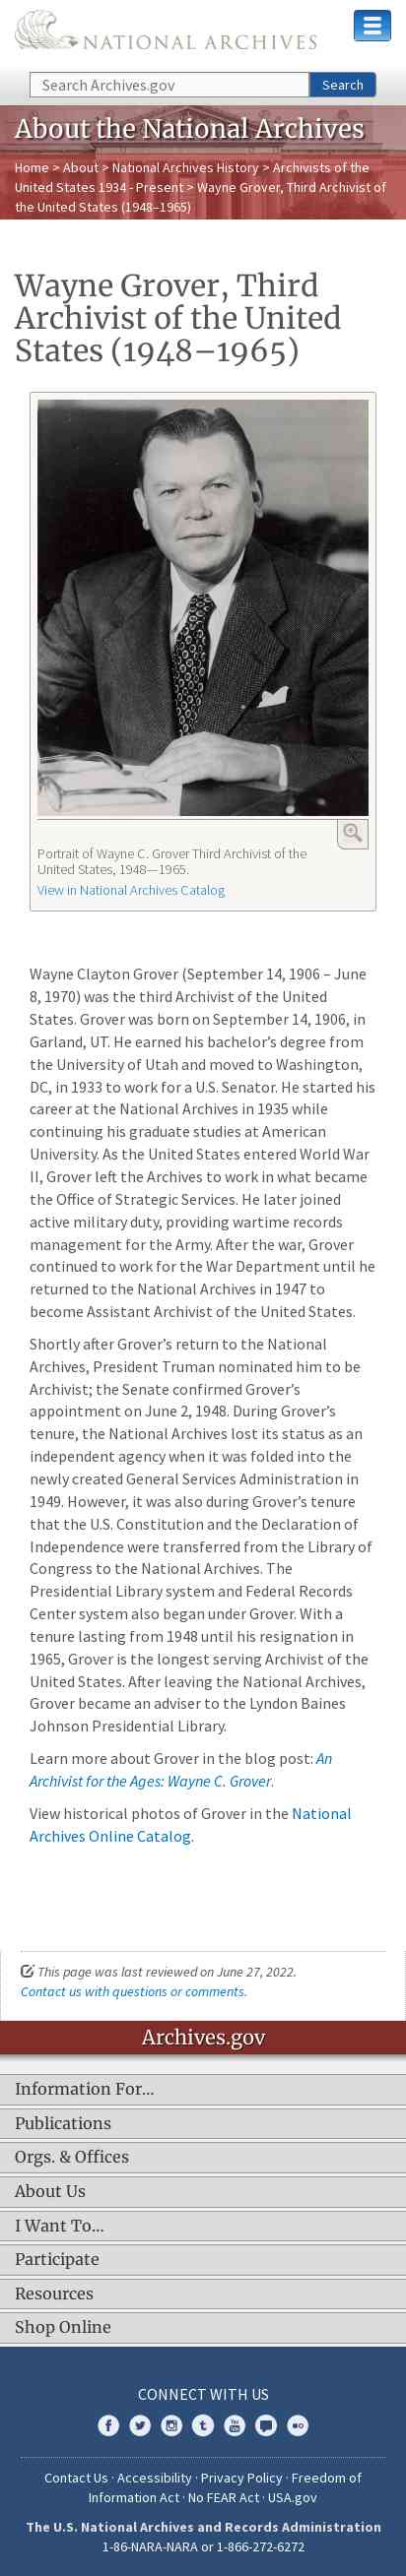 NATIONAL ARCHIVES
Search Archives.gov
Search
About the National Archives
Home > About > National Archives History > Archivists of the
United States 1934 - Present > Wayne Grover, Third Archivist of
the United States (1948–1965)
Wayne Grover, Third
Archivist of the United
States (1948–1965)
Portrait of Wayne C. Grover Third Archivist of the
United States, 1948—1965.
View in National Archives Catalog
Wayne Clayton Grover (September 14, 1906 – June
8, 1970) was the third Archivist of the United
States. Grover was born on September 14, 1906, in
Garland, UT. He earned his bachelor’s degree from
the University of Utah and moved to Washington,
DC, in 1933 to work for a U.S. Senator. He started his
career at the National Archives in 1935 while
continuing his graduate studies at American
University. As the United States entered World War
II, Grover left the Archives to work in what became
the Office of Strategic Services. He later joined
active military duty, providing wartime records
management for the Army. After the war, Grover
continued to work for the War Department until he
returned to the National Archives in 1947 to
become Assistant Archivist of the United States.
Shortly after Grover’s return to the National
Archives, President Truman nominated him to be
Archivist; the Senate confirmed Grover’s
appointment on June 2, 1948. During Grover’s
tenure, the National Archives lost its status as an
independent agency when it was folded into the
newly created General Services Administration in
1949. However, it was also during Grover’s tenure
that the U.S. Constitution and the Declaration of
Independence were transferred from the Library of
Congress to the National Archives. The
Presidential Library system and Federal Records
Center system also began under Grover. With a
tenure lasting from 1948 until his resignation in
1965, Grover is the longest serving Archivist of the
United States. After leaving the National Archives,
Grover became an adviser to the Lyndon Baines
Johnson Presidential Library.
Learn more about Grover in the blog post: An
Archivist for the Ages: Wayne C. Grover.
View historical photos of Grover in the National
Archives Online Catalog.
This page was last reviewed on June 27, 2022.
Contact us with questions or comments.
Archives.gov
Information For…
Publications
Orgs. & Offices
About Us
I Want To…
Participate
Resources
Shop Online
CONNECT WITH US
Contact Us · Accessibility · Privacy Policy · Freedom of
Information Act · No FEAR Act · USA.gov
The U.S. National Archives and Records Administration
1-86-NARA-NARA or 1-866-272-6272